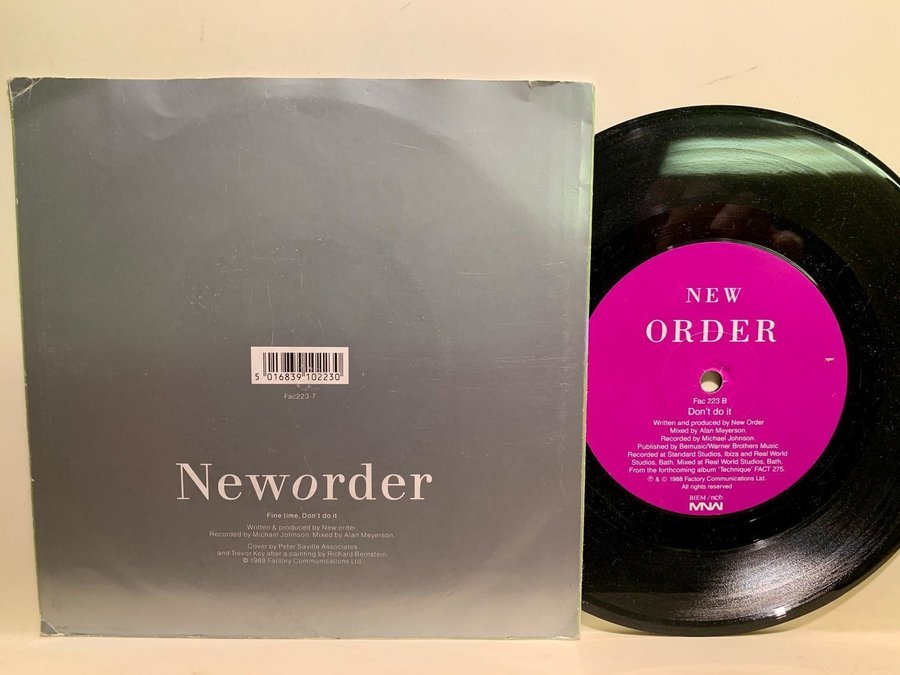 5 016839 102230
Fac223-7
Neworder
Fine time, Don't do it
Written & produced by New order.
Recorded by Michael Johnson. Mixed by Alan Meyerson.
Cover by Peter Saville Associates
and Trevor Key after a painting by Richard Bernstein.
© 1988 Factory Communications Ltd.
NEW
ORDER
Fac 223 B
Don't do it
Written and produced by New Order
Mixed by Alan Meyerson.
Recorded by Michael Johnson.
Published by Bemusic/Warner Brothers Music
Recorded at Standard Studios, Ibiza and Real World
Studios, Bath. Mixed at Real World Studios, Bath.
From the forthcoming album 'Technique' FACT 275.
℗ & © 1988 Factory Communications Ltd.
All rights reserved
BIEM / ncb
MNW